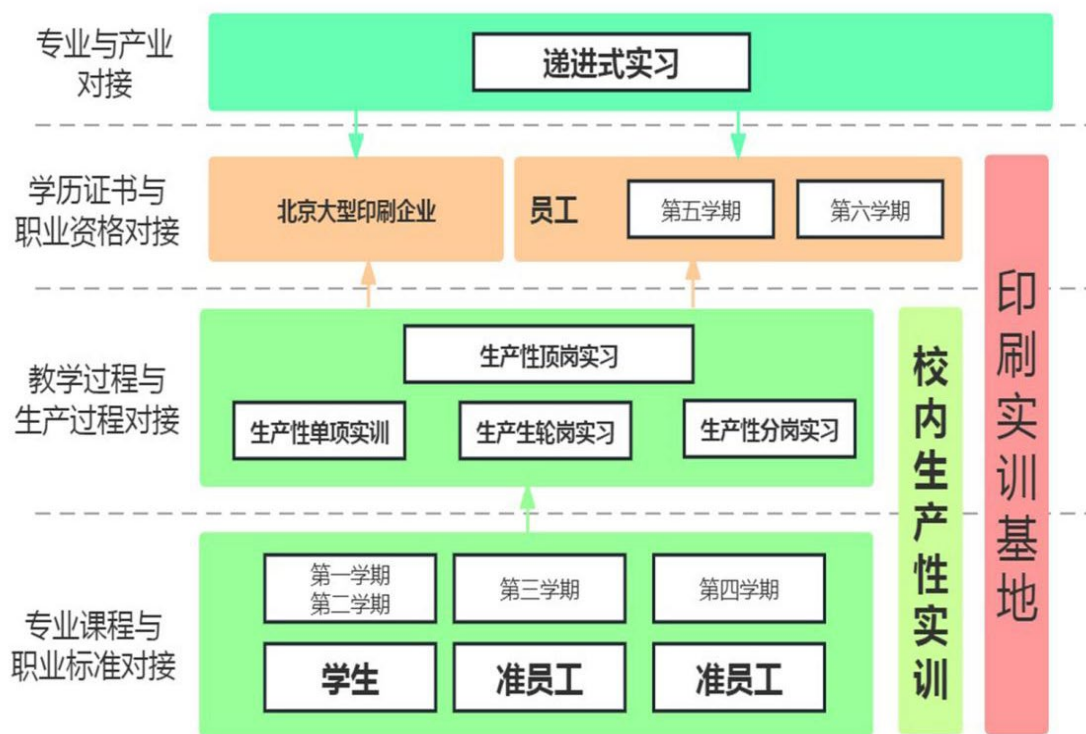 专业与产业
对接
递进式实习
学历证书与
职业资格对接
北京大型印刷企业
员工
第五学期
第六学期
教学过程与
生产过程对接
生产性顶岗实习
生产性单项实训
生产生轮岗实习
生产性分岗实习
专业课程与
职业标准对接
第一学期
第二学期
第三学期
第四学期
学生
准员工
准员工
校内生产性实训
印刷实训基地